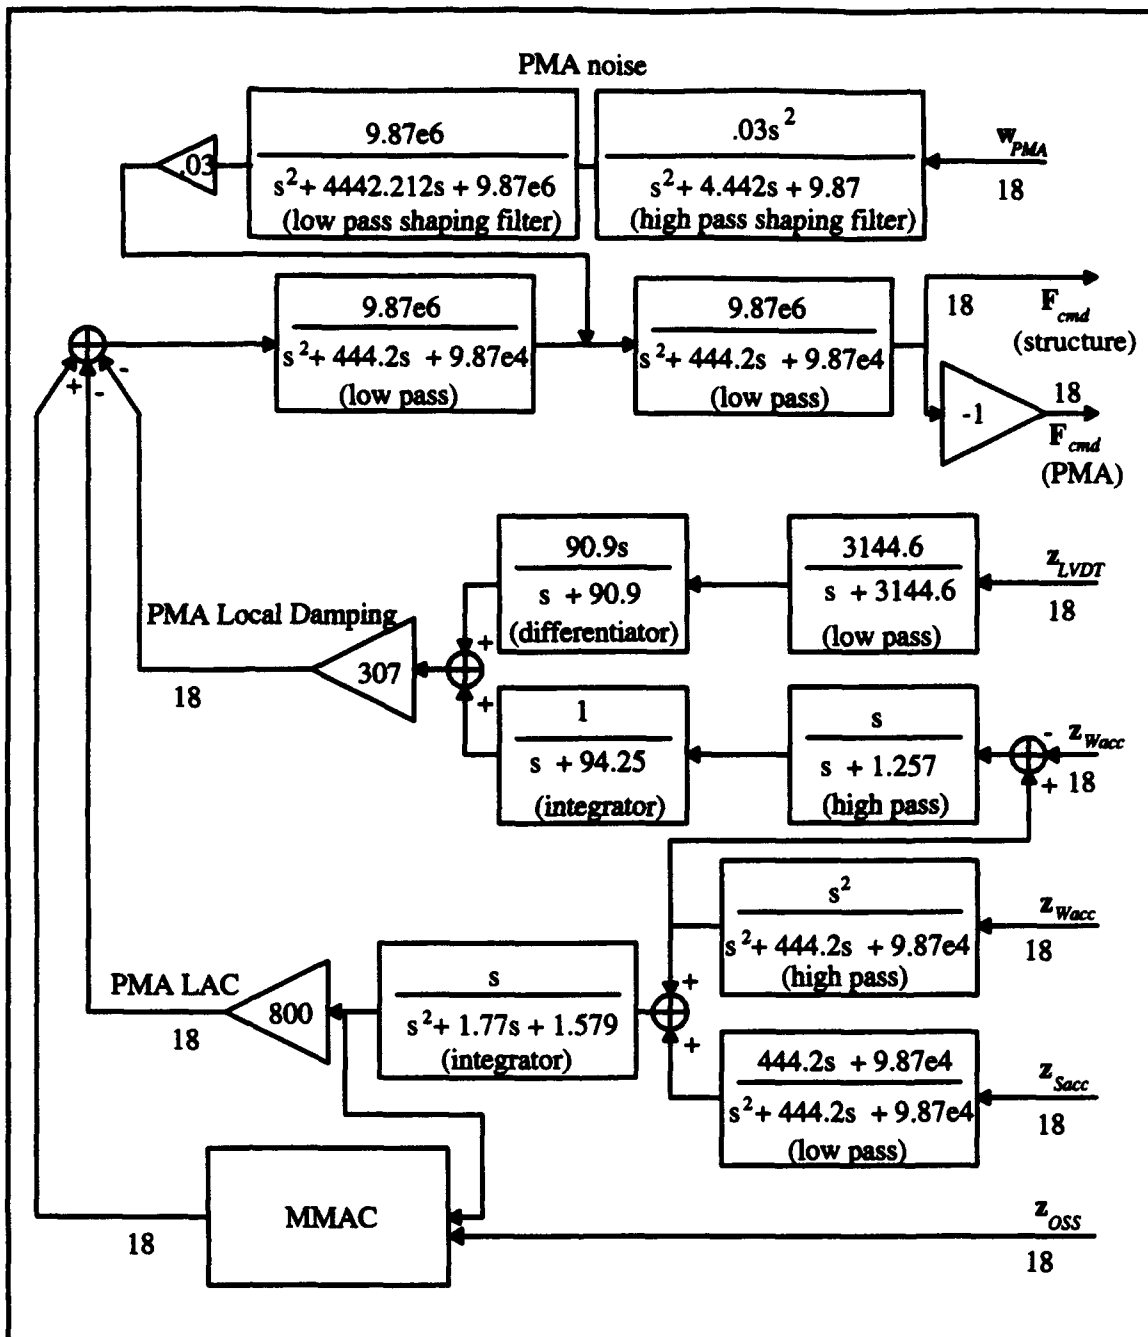 PMA noise
9.87e6
s²+ 4442.212s + 9.87e6
(low pass shaping filter)
.03s²
s²+ 4.442s + 9.87
(high pass shaping filter)
w_PMA
18
.03
9.87e6
s²+ 444.2s + 9.87e4
(low pass)
9.87e6
s²+ 444.2s + 9.87e4
(low pass)
18
F_cmd
(structure)
-1
18
F_cmd
(PMA)
+
-
-
90.9s
s + 90.9
(differentiator)
3144.6
s + 3144.6
(low pass)
z_LVDT
18
PMA Local Damping
307
18
+
+
1
s + 94.25
(integrator)
s
s + 1.257
(high pass)
-
+
z_Wacc
18
s²
s²+ 444.2s + 9.87e4
(high pass)
z_Wacc
18
PMA LAC
800
18
s
s²+ 1.77s + 1.579
(integrator)
+
+
444.2s + 9.87e4
s²+ 444.2s + 9.87e4
(low pass)
z_Sacc
18
MMAC
18
z_OSS
18